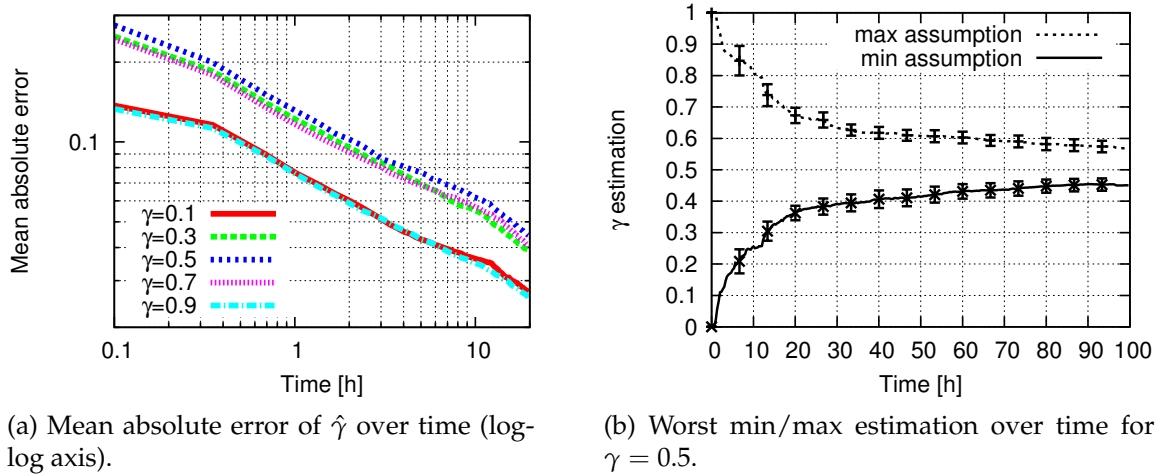 Mean absolute error
0.1
γ=0.1
γ=0.3
γ=0.5
γ=0.7
γ=0.9
0.1
1
10
Time [h]
(a) Mean absolute error of γ̂ over time (log-
log axis).
γ estimation
1
0.9
0.8
0.7
0.6
0.5
0.4
0.3
0.2
0.1
0
max assumption
min assumption
0 10 20 30 40 50 60 70 80 90 100
Time [h]
(b) Worst min/max estimation over time for
γ = 0.5.